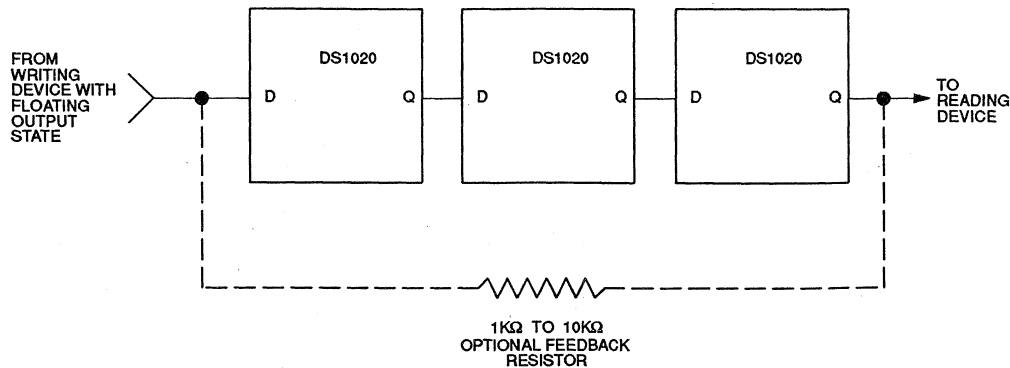 DS1020
DS1020
DS1020
FROM
WRITING
DEVICE WITH
FLOATING
OUTPUT
STATE
D
Q
D
Q
D
Q
TO
READING
DEVICE
1KΩ TO 10KΩ
OPTIONAL FEEDBACK
RESISTOR